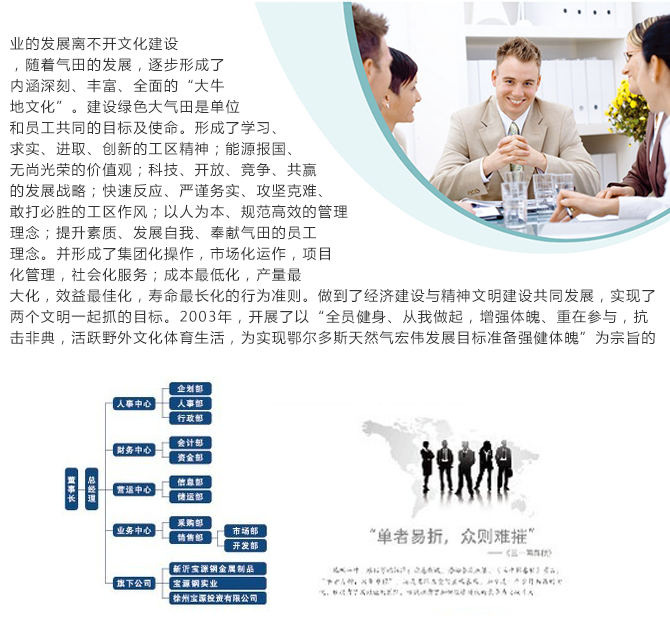 业的发展离不开文化建设
，随着气田的发展，逐步形成了
内涵深刻、丰富、全面的“大牛
地文化”。建设绿色大气田是单位
和员工共同的目标及使命。形成了学习、
求实、进取、创新的工区精神；能源报国、
无尚光荣的价值观；科技、开放、竞争、共赢
的发展战略；快速反应、严谨务实、攻坚克难、
敢打必胜的工区作风；以人为本、规范高效的管理
理念；提升素质、发展自我、奉献气田的员工
理念。并形成了集团化操作，市场化运作，项目
化管理，社会化服务；成本最低化，产量最
大化，效益最佳化，寿命最长化的行为准则。做到了经济建设与精神文明建设共同发展，实现了
两个文明一起抓的目标。2003年，开展了以“全员健身、从我做起，增强体魄、重在参与，抗
击非典，活跃野外文化体育生活，为实现鄂尔多斯天然气宏伟发展目标准备强健体魄”为宗旨的
董事长
总经理
人事中心
企划部
人事部
行政部
财务中心
会计部
资金部
营运中心
信息部
储运部
业务中心
采购部
销售部
市场部
开发部
旗下公司
新沂宝源钢金属制品
宝源钢实业
徐州宝源投资有限公司
“单者易折，众则难摧”